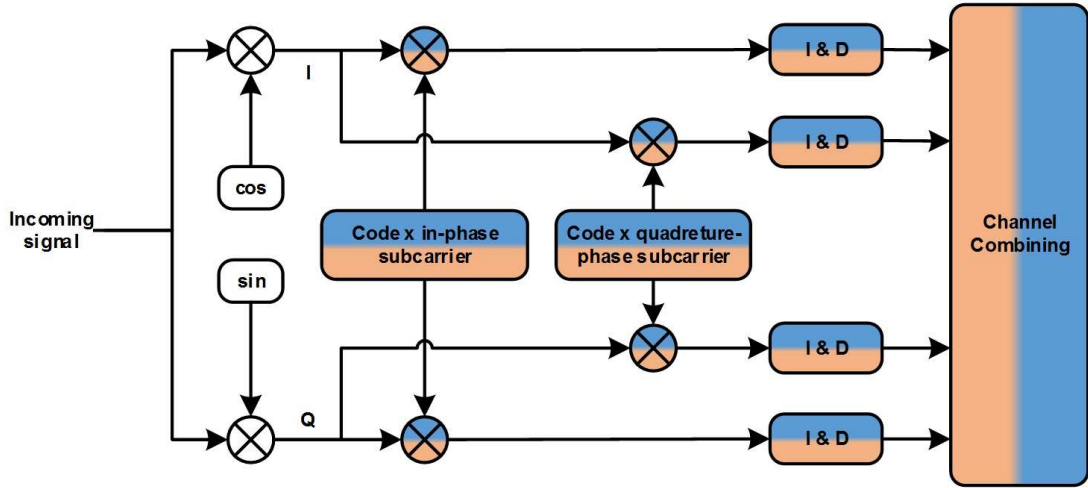 I
I & D
I & D
cos
Incoming
signal
Code x in-phase
subcarrier
Code x quadreture-
phase subcarrier
Channel
Combining
sin
I & D
Q
I & D